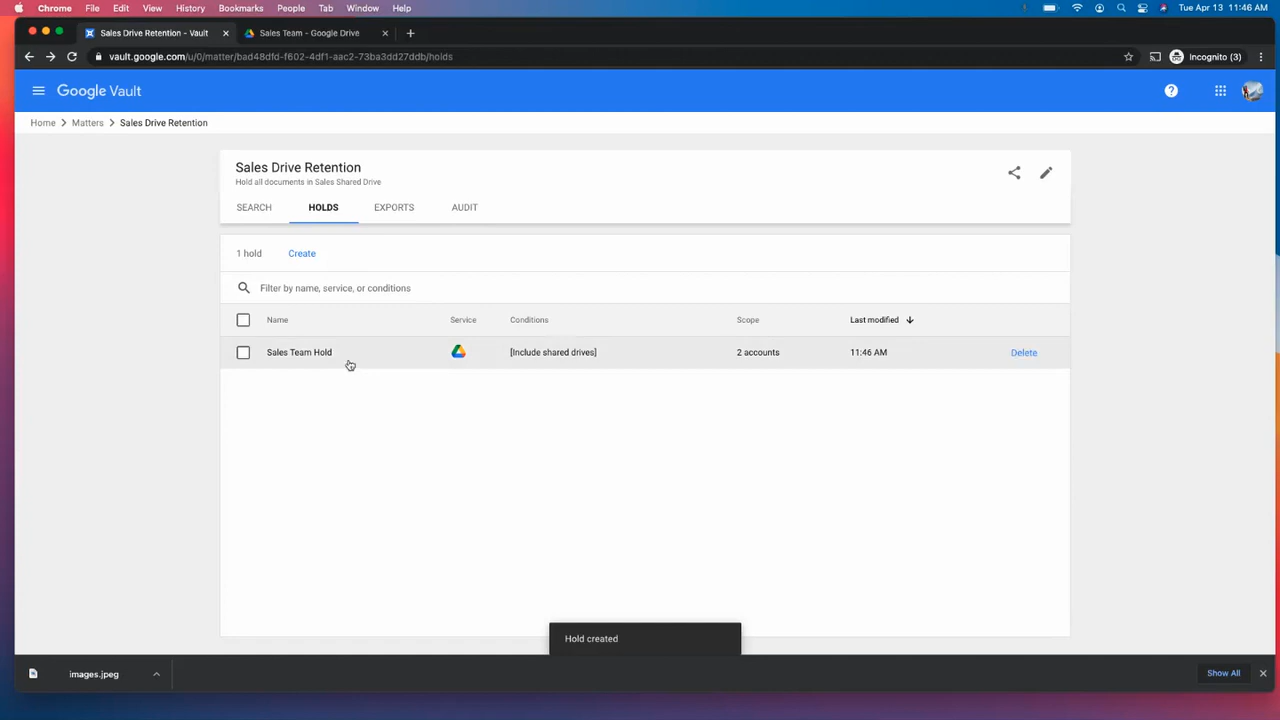 Chrome File Edit View History Bookmarks People Tab Window Help
Tue Apr 13 11:46 AM
Sales Drive Retention - Vault
Sales Team - Google Drive
vault.google.com/u/0/matter/bad48dfd-f602-4df1-aac2-73ba3dd27ddb/holds
Incognito (3)
Google Vault
Home Matters Sales Drive Retention
Sales Drive Retention
Hold all documents in Sales Shared Drive
SEARCH HOLDS EXPORTS AUDIT
1 hold Create
Filter by name, service, or conditions
Name Service Conditions Scope Last modified
Sales Team Hold [Include shared drives] 2 accounts 11:46 AM Delete
Hold created
images.jpeg
Show All